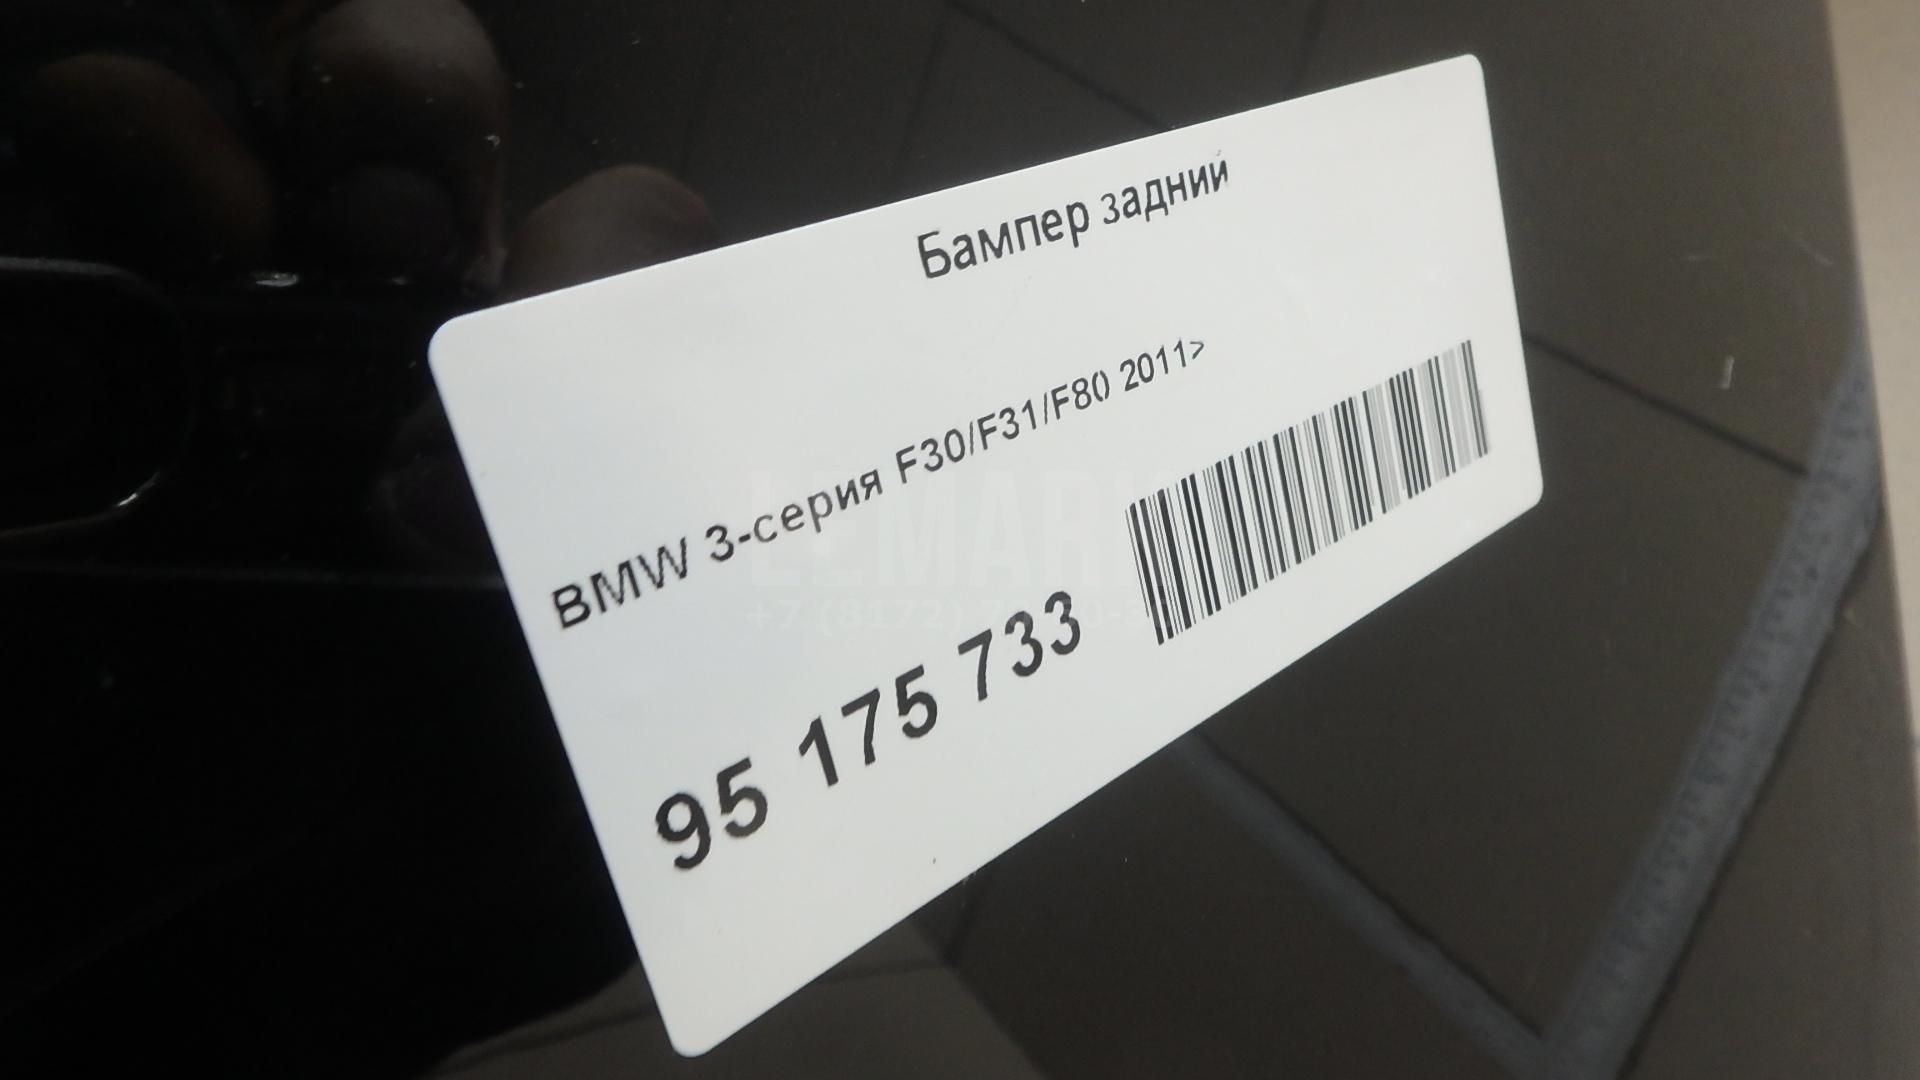 Бампер задний
BMW 3-серия F30/F31/F80 2011>
95 175 733